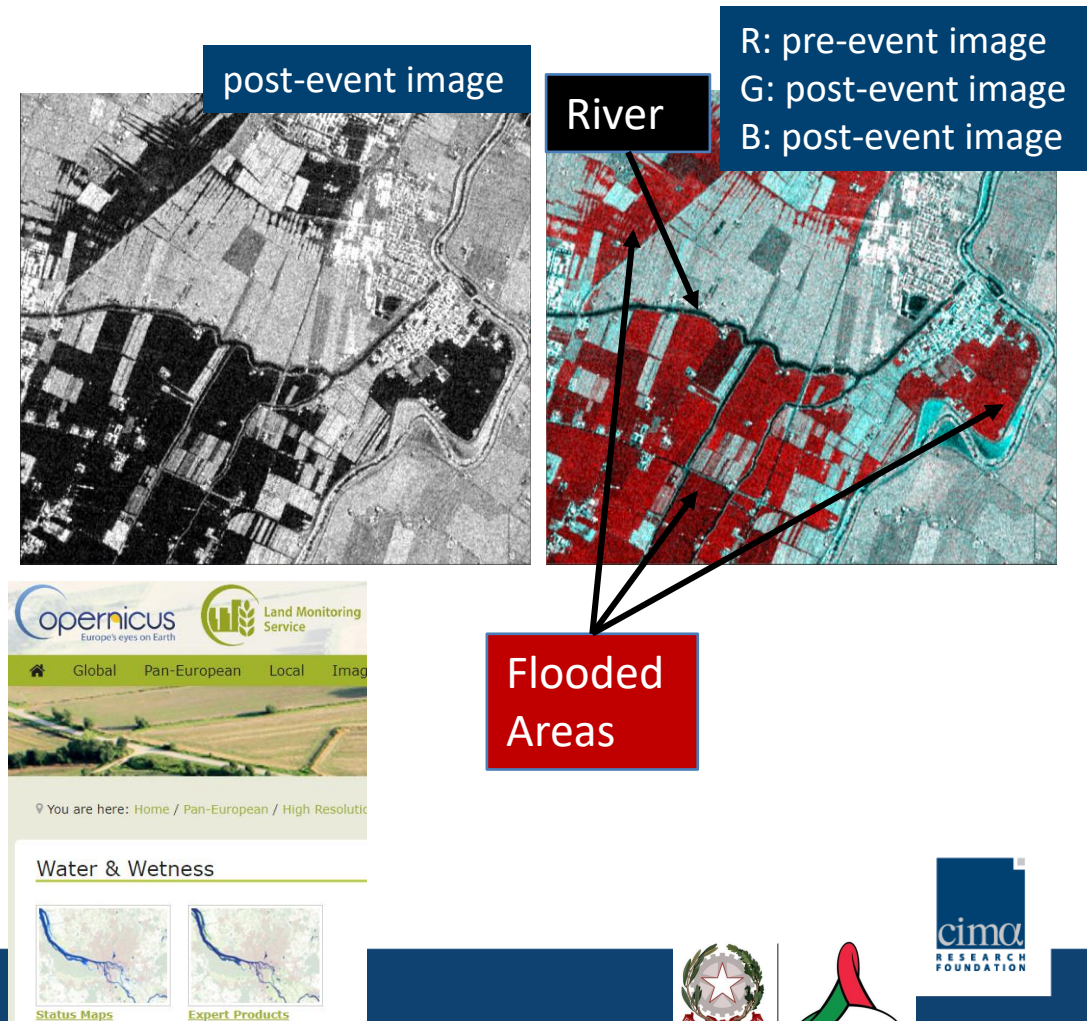 post-event image
River
R: pre-event image
G: post-event image
B: post-event image
Flooded
Areas
opernicus
Europe's eyes on Earth
Land Monitoring
Service
Global Pan-European Local Imag
You are here: Home / Pan-European / High Resolutio
Water & Wetness
Status Maps Expert Products
cima
RESEARCH
FOUNDATION